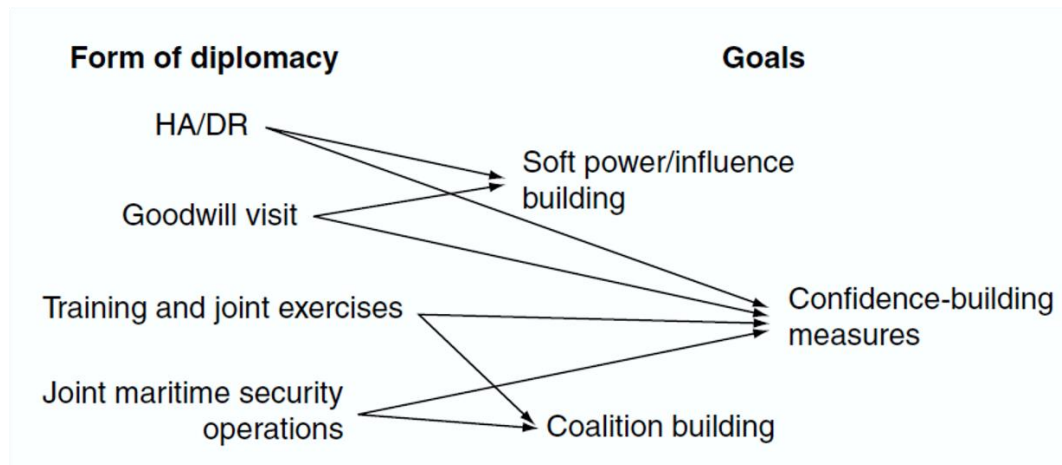 Form of diplomacy
Goals
HA/DR
Soft power/influence
building
Goodwill visit
Confidence-building
measures
Training and joint exercises
Joint maritime security
operations
Coalition building